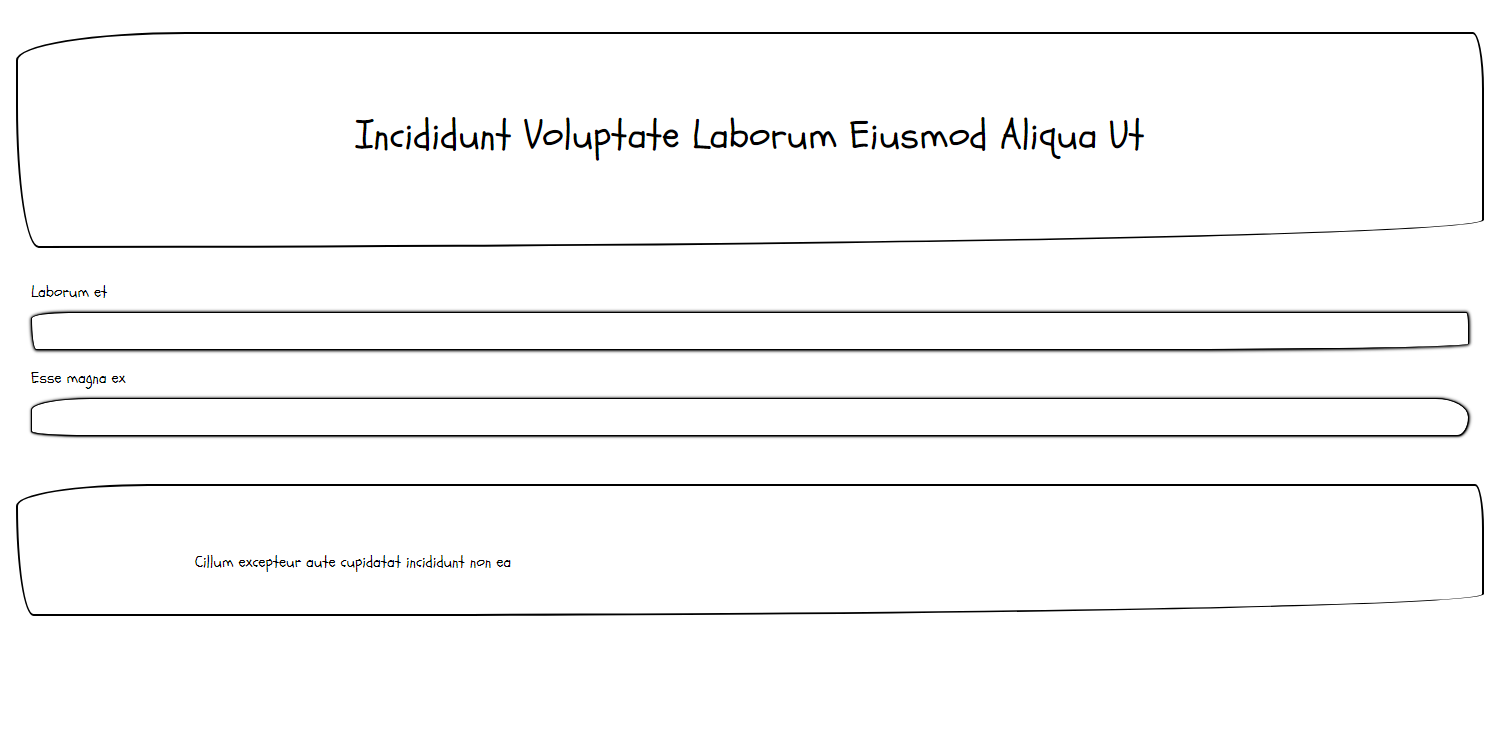 Incididunt Voluptate Laborum Eiusmod Aliqua Ut
Laborum et
Esse magna ex
Cillum excepteur aute cupidatat incididunt non ea